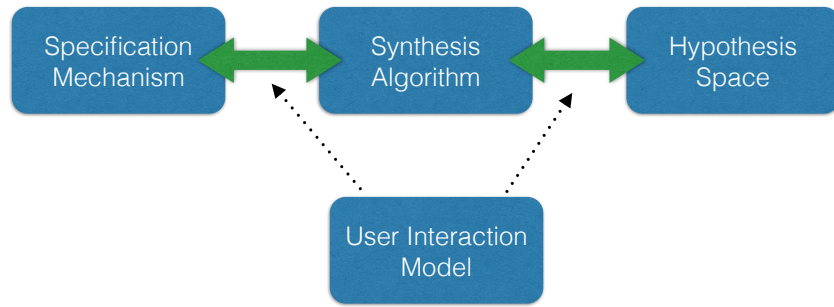 Specification
Mechanism
Synthesis
Algorithm
Hypothesis
Space
User Interaction
Model